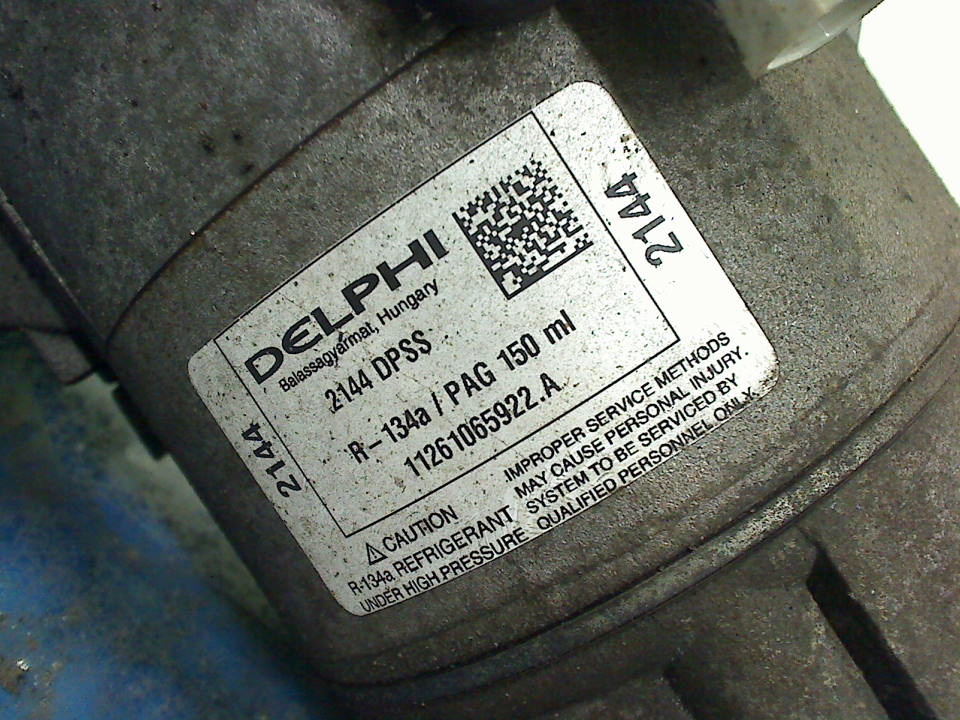 DELPHI
Balassagyarmat, Hungary
2144 DPSS
R-134a / PAG 150 ml
11261065922.A
2144
2144
⚠ CAUTION
R-134a REFRIGERANT
UNDER HIGH PRESSURE
IMPROPER SERVICE METHODS
MAY CAUSE PERSONAL INJURY.
SYSTEM TO BE SERVICED BY
QUALIFIED PERSONNEL ONLY.